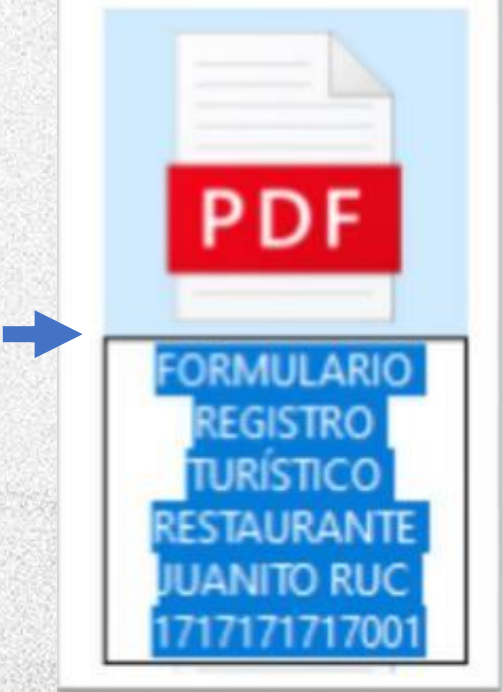 PDF
FORMULARIO
REGISTRO
TURÍSTICO
RESTAURANTE
JUANITO RUC
1717171717001